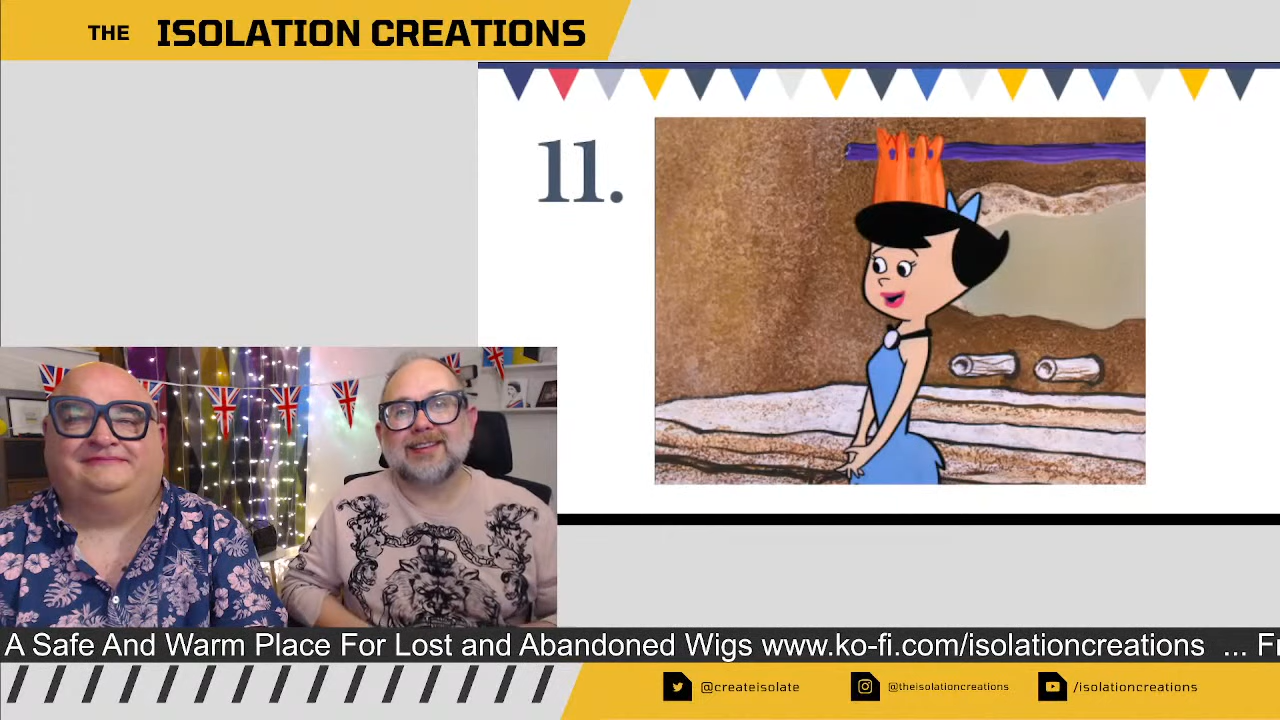 THE ISOLATION CREATIONS
11.
A Safe And Warm Place For Lost and Abandoned Wigs www.ko-fi.com/isolationcreations ... Fr
@createisolate @theisolationcreations /isolationcreations